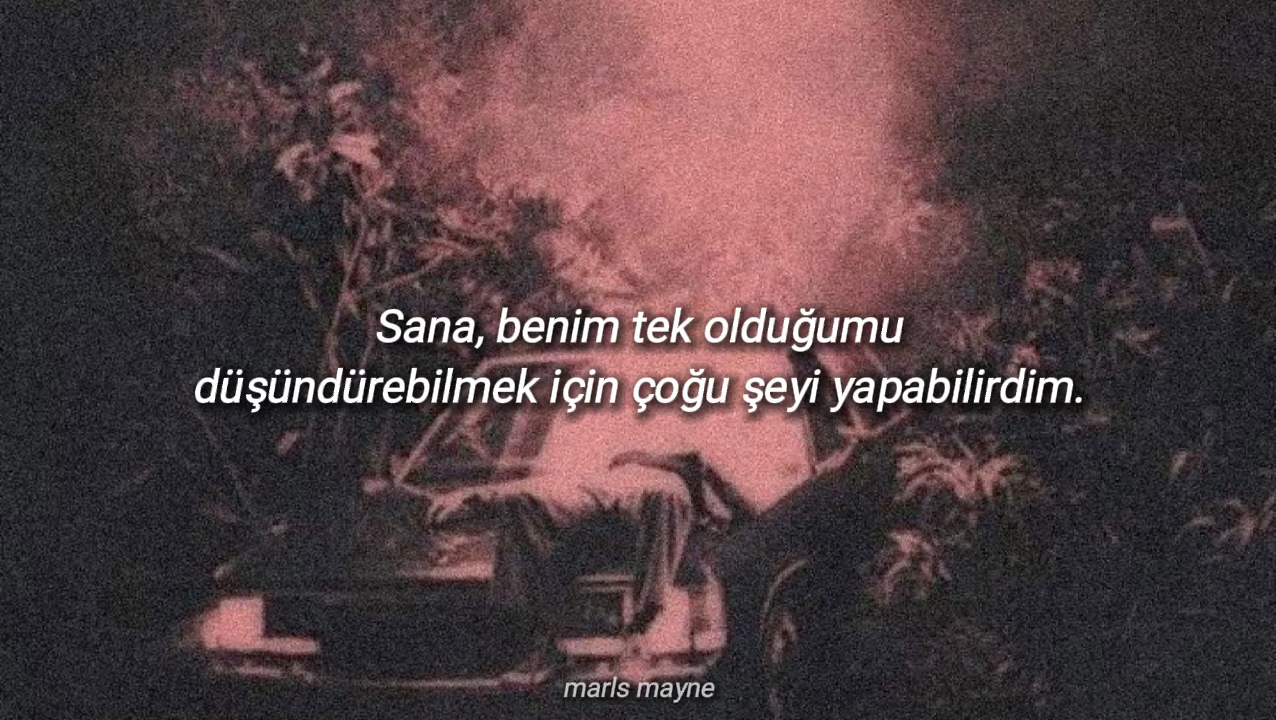 Sana, benim tek olduğumu
düşündürebilmek için çoğu şeyi yapabilirdim.
marls mayne